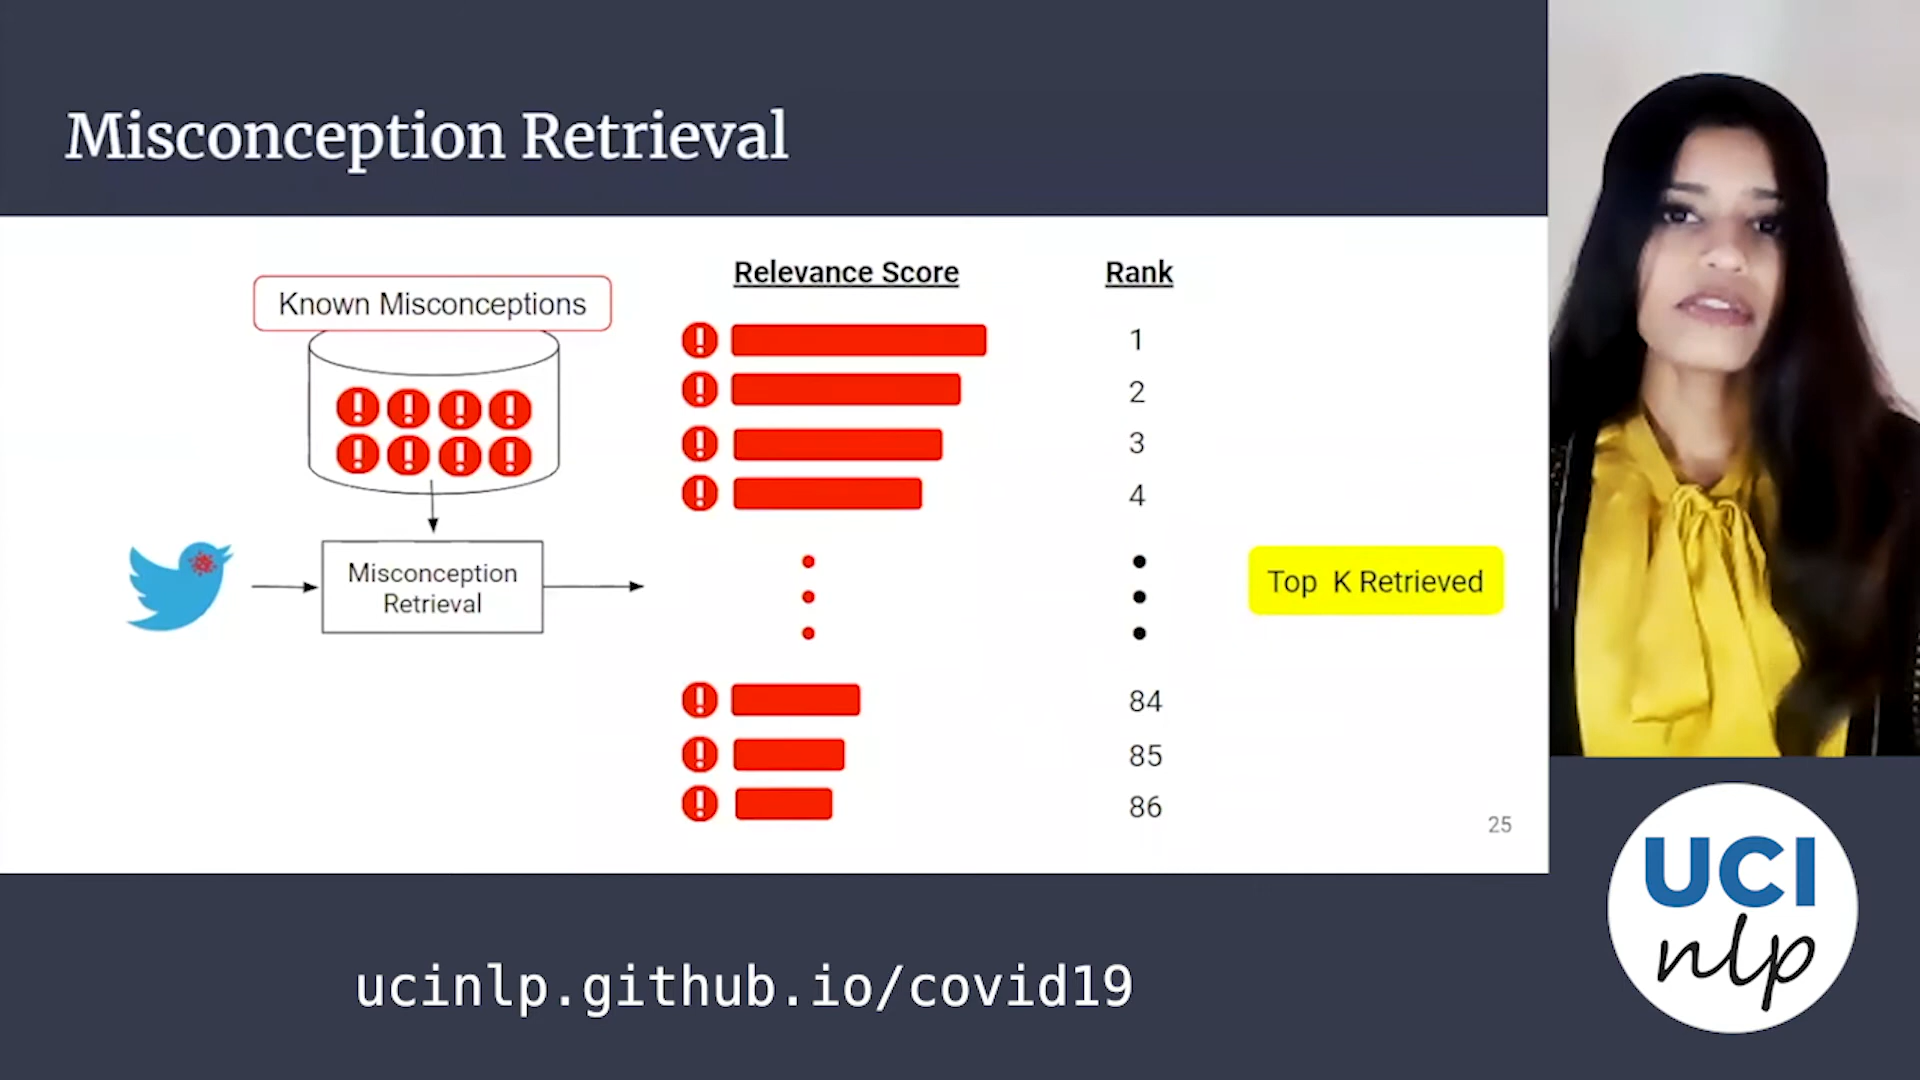 Misconception Retrieval
Known Misconceptions
Misconception
Retrieval
Relevance Score
Rank
1
2
3
4
84
85
86
Top K Retrieved
25
ucinlp.github.io/covid19
UCI
nlp